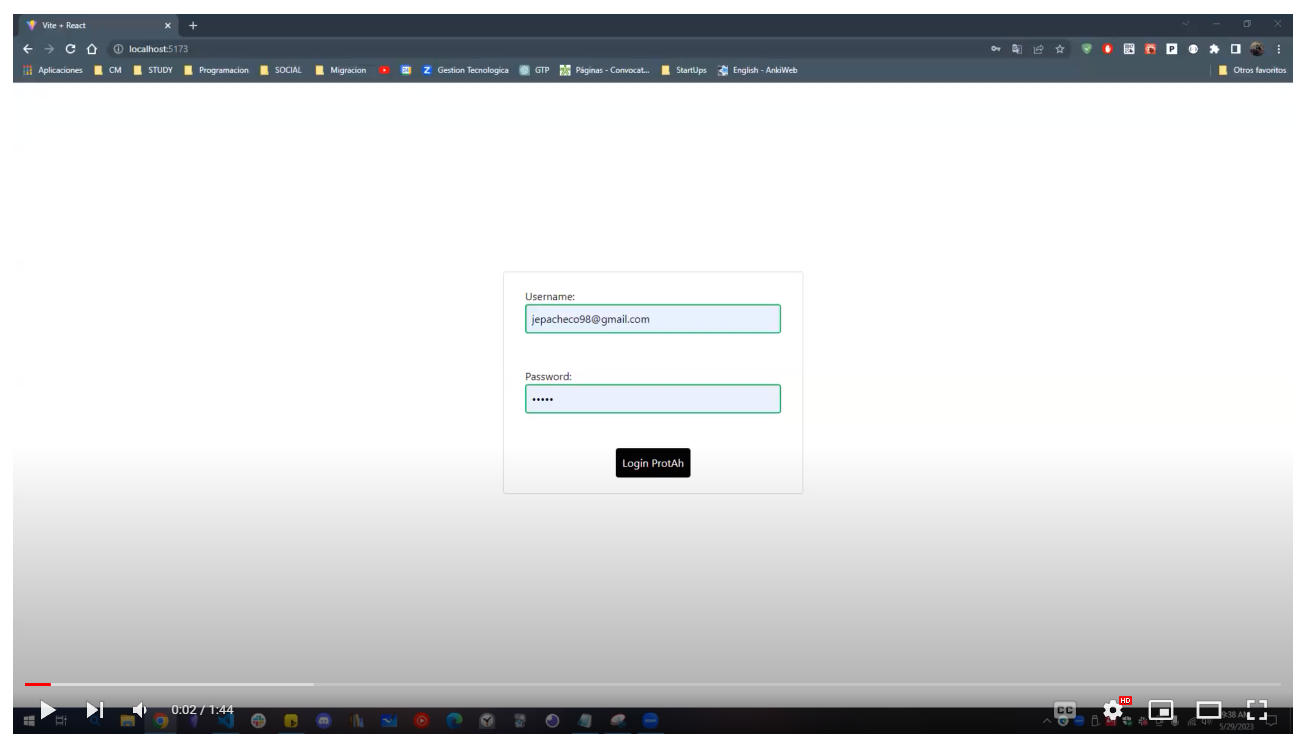 Vite + React
localhost:5173
Aplicaciones CM STUDY Programacion SOCIAL Migracion Gestion Tecnologica GTP Páginas - Convocat... StartUps English - AnkiWeb Otros favoritos
Username:
jepacheco98@gmail.com
Password:
•••••
Login ProtAh
0:02 / 1:44
CC
HD
9:38 AM
5/29/2023